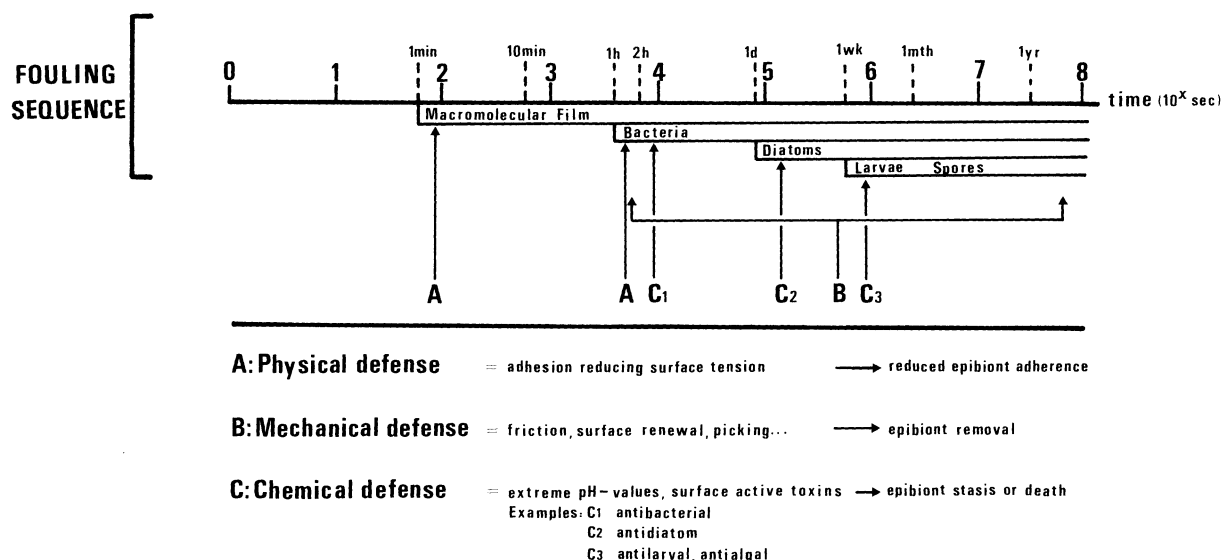 FOULING
SEQUENCE
1min 10min 1h 2h 1d 1wk 1mth 1yr
0 1 2 3 4 5 6 7 8
time (10ˣ sec)
Macromolecular Film
Bacteria
Diatoms
Larvae Spores
A A C1 C2 B C3
A: Physical defense = adhesion reducing surface tension → reduced epibiont adherence
B: Mechanical defense = friction, surface renewal, picking... → epibiont removal
C: Chemical defense = extreme pH-values, surface active toxins → epibiont stasis or death
Examples: C1 antibacterial
C2 antidiatom
C3 antilarval, antialgal